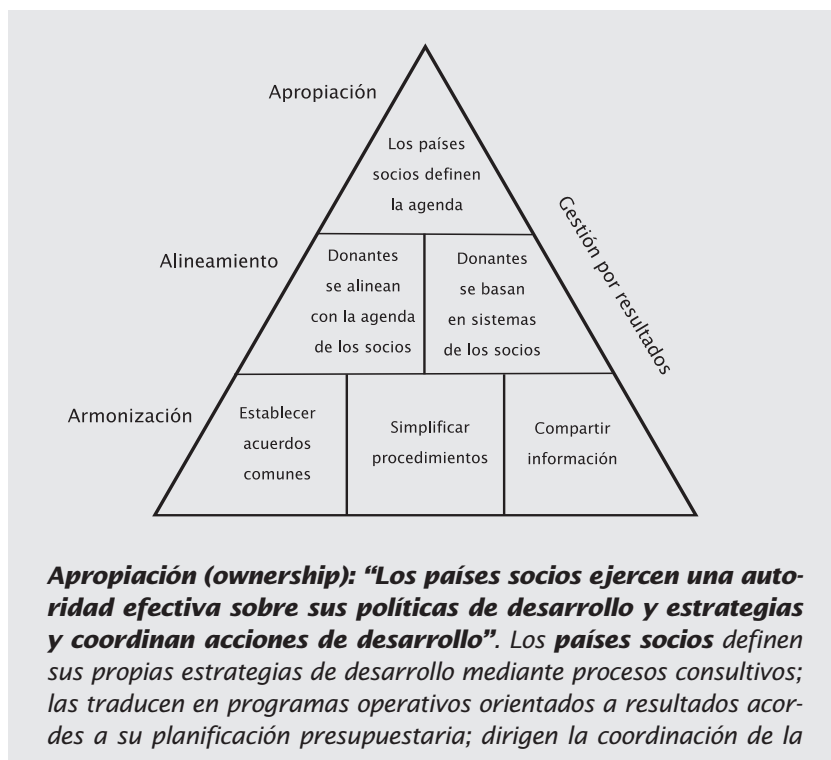 Apropiación
Los países
socios definen
la agenda
Gestión por resultados
Alineamiento
Donantes
se alinean
con la agenda
de los socios
Donantes
se basan
en sistemas
de los socios
Armonización
Establecer
acuerdos
comunes
Simplificar
procedimientos
Compartir
información
Apropiación (ownership): “Los países socios ejercen una auto-
ridad efectiva sobre sus políticas de desarrollo y estrategias
y coordinan acciones de desarrollo”. Los países socios definen
sus propias estrategias de desarrollo mediante procesos consultivos;
las traducen en programas operativos orientados a resultados acor-
des a su planificación presupuestaria; dirigen la coordinación de la